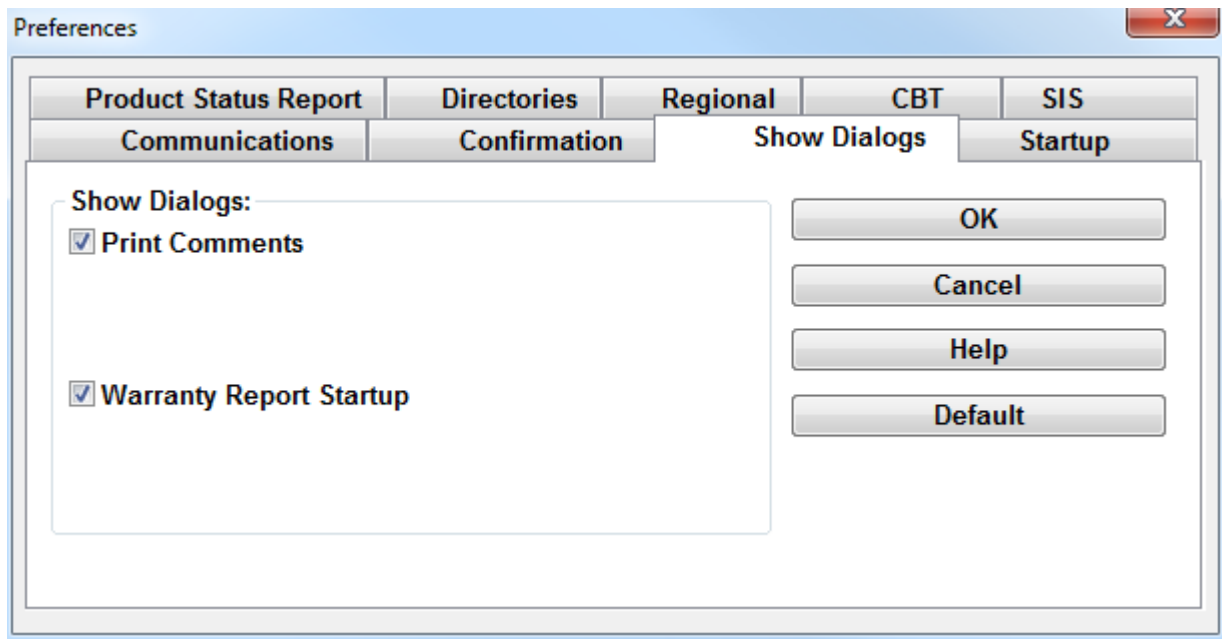 Preferences
x
Product Status Report Directories Regional CBT SIS
Communications Confirmation Show Dialogs Startup
Show Dialogs:
Print Comments
Warranty Report Startup
OK
Cancel
Help
Default